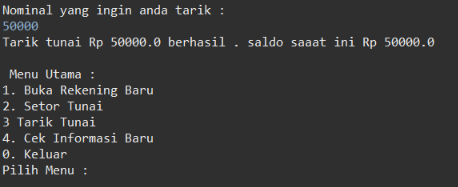 Nominal yang ingin anda tarik :
50000
Tarik tunai Rp 50000.0 berhasil . saldo saaat ini Rp 50000.0
Menu Utama :
1. Buka Rekening Baru
2. Setor Tunai
3 Tarik Tunai
4. Cek Informasi Baru
0. Keluar
Pilih Menu :